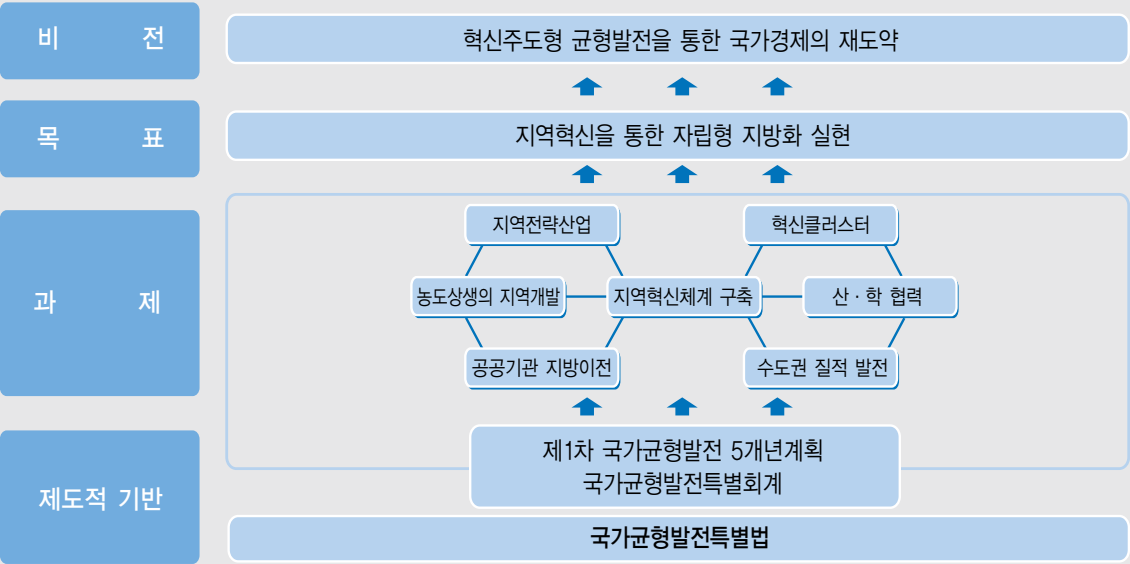 비 전
혁신주도형 균형발전을 통한 국가경제의 재도약
목 표
지역혁신을 통한 자립형 지방화 실현
과 제
지역전략산업
혁신클러스터
농도상생의 지역개발
지역혁신체계 구축
산·학 협력
공공기관 지방이전
수도권 질적 발전
제도적 기반
제1차 국가균형발전 5개년계획
국가균형발전특별회계
국가균형발전특별법